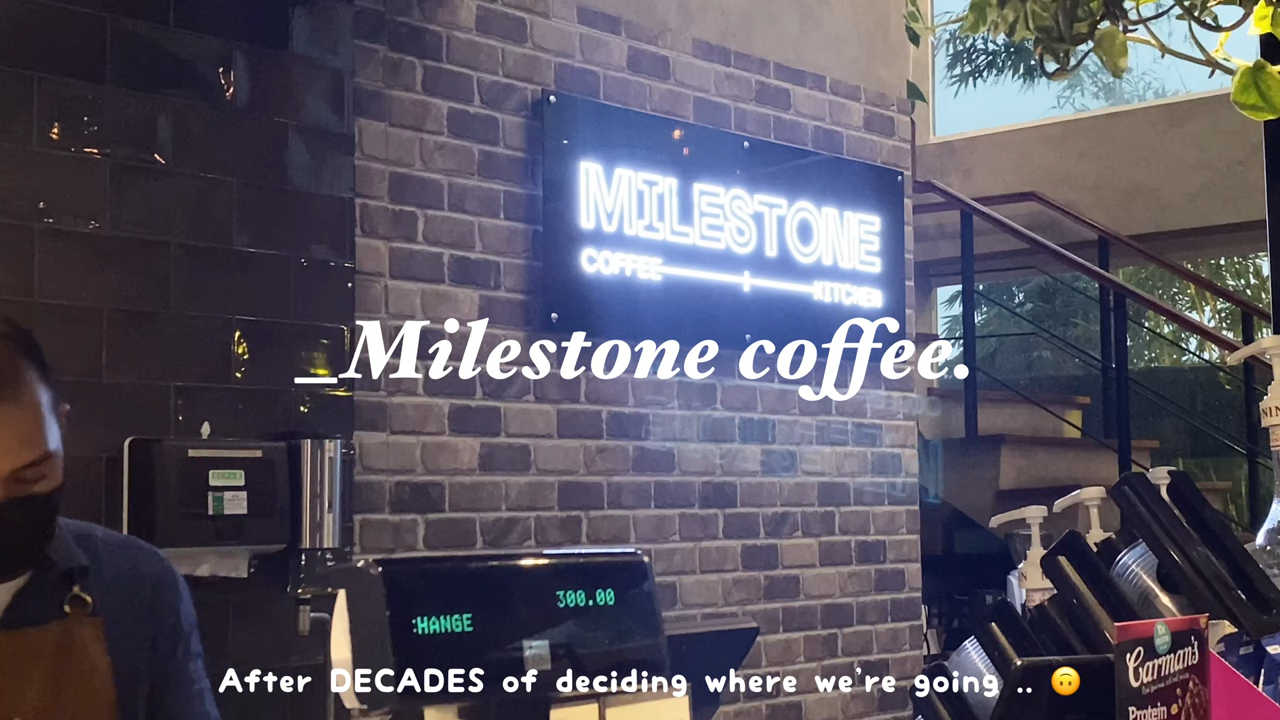 MILESTONE
COFFEE KITCHEN
_Milestone coffee.
300.00
:HANGE
After DECADES of deciding where we're going .. 🙃
Carman's
Protein